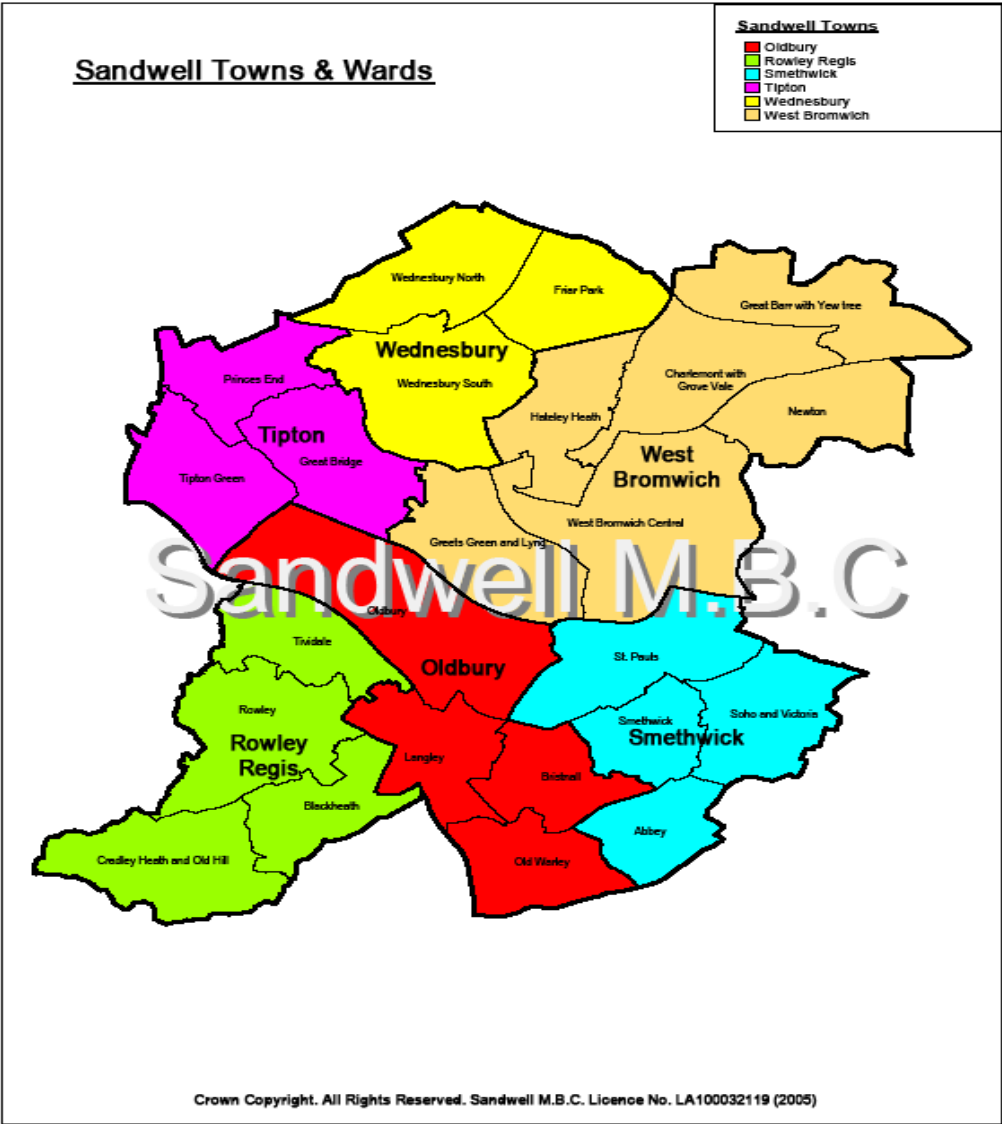 Sandwell Towns & Wards
Sandwell Towns
Oldbury
Rowley Regis
Smethwick
Tipton
Wednesbury
West Bromwich
Wednesbury North
Friar Park
Great Barr with Yew tree
Wednesbury
Wednesbury South
Princes End
Charlemont with
Grove Vale
Newton
Hateley Heath
Tipton
Great Bridge
Tipton Green
West
Bromwich
West Bromwich Central
Greets Green and Lyng
Sandwell M.B.C
Oldbury
Tividale
Oldbury
St. Pauls
Rowley
Rowley
Regis
Smethwick
Soho and Victoria
Smethwick
Langley
Bristnall
Blackheath
Abbey
Cradley Heath and Old Hill
Old Warley
Crown Copyright. All Rights Reserved. Sandwell M.B.C. Licence No. LA100032119 (2005)